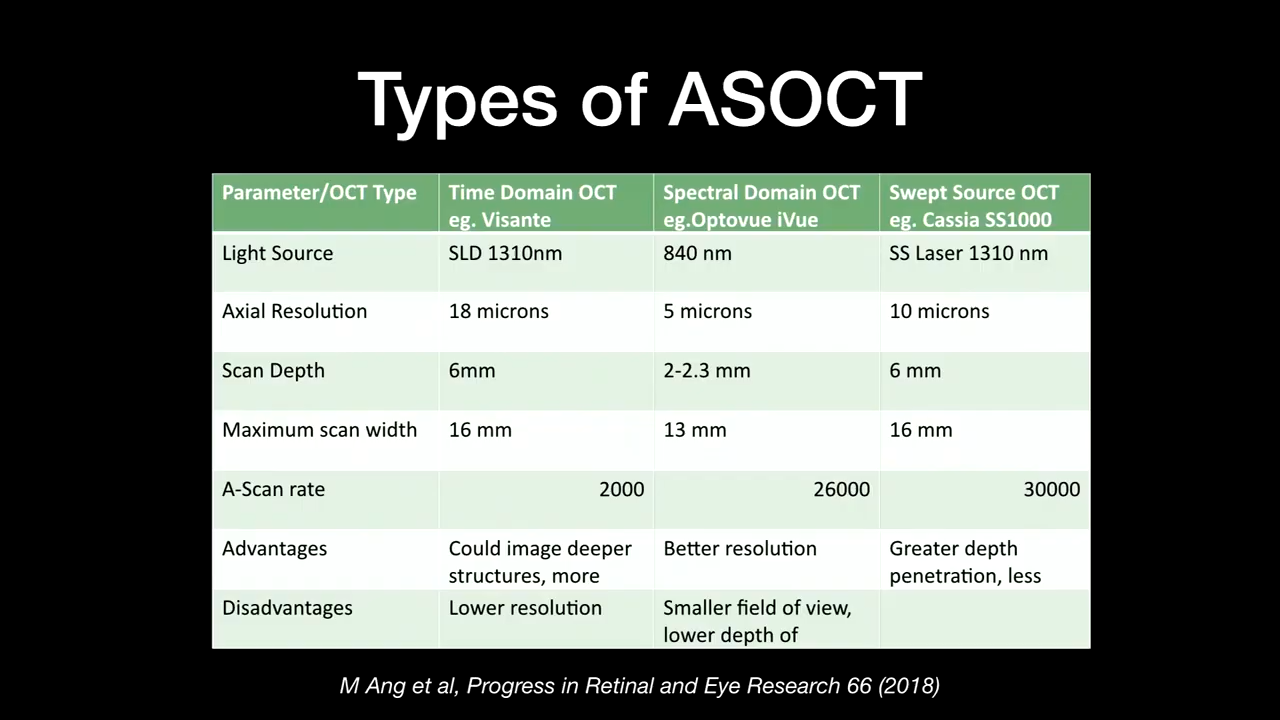 Types of ASOCT
Parameter/OCT Type
Time Domain OCT
eg. Visante
Spectral Domain OCT
eg.Optovue iVue
Swept Source OCT
eg. Cassia SS1000
Light Source
SLD 1310nm
840 nm
SS Laser 1310 nm
Axial Resolution
18 microns
5 microns
10 microns
Scan Depth
6mm
2-2.3 mm
6 mm
Maximum scan width
16 mm
13 mm
16 mm
A-Scan rate
2000
26000
30000
Advantages
Could image deeper
structures, more
Better resolution
Greater depth
penetration, less
Disadvantages
Lower resolution
Smaller field of view,
lower depth of
M Ang et al, Progress in Retinal and Eye Research 66 (2018)